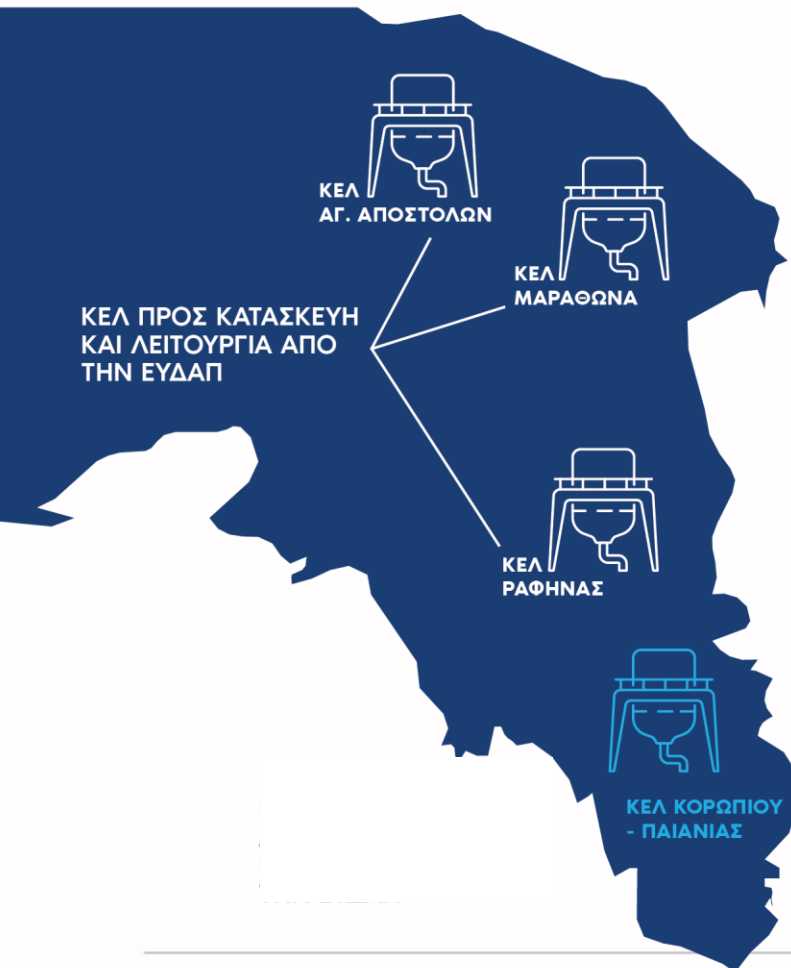 ΚΕΛ
ΑΓ. ΑΠΟΣΤΟΛΩΝ
ΚΕΛ
ΜΑΡΑΘΩΝΑ
ΚΕΛ ΠΡΟΣ ΚΑΤΑΣΚΕΥΗ
ΚΑΙ ΛΕΙΤΟΥΡΓΙΑ ΑΠΟ
ΤΗΝ ΕΥΔΑΠ
ΚΕΛ
ΡΑΦΗΝΑΣ
ΚΕΛ ΚΟΡΩΠΙΟΥ
- ΠΑΙΑΝΙΑΣ